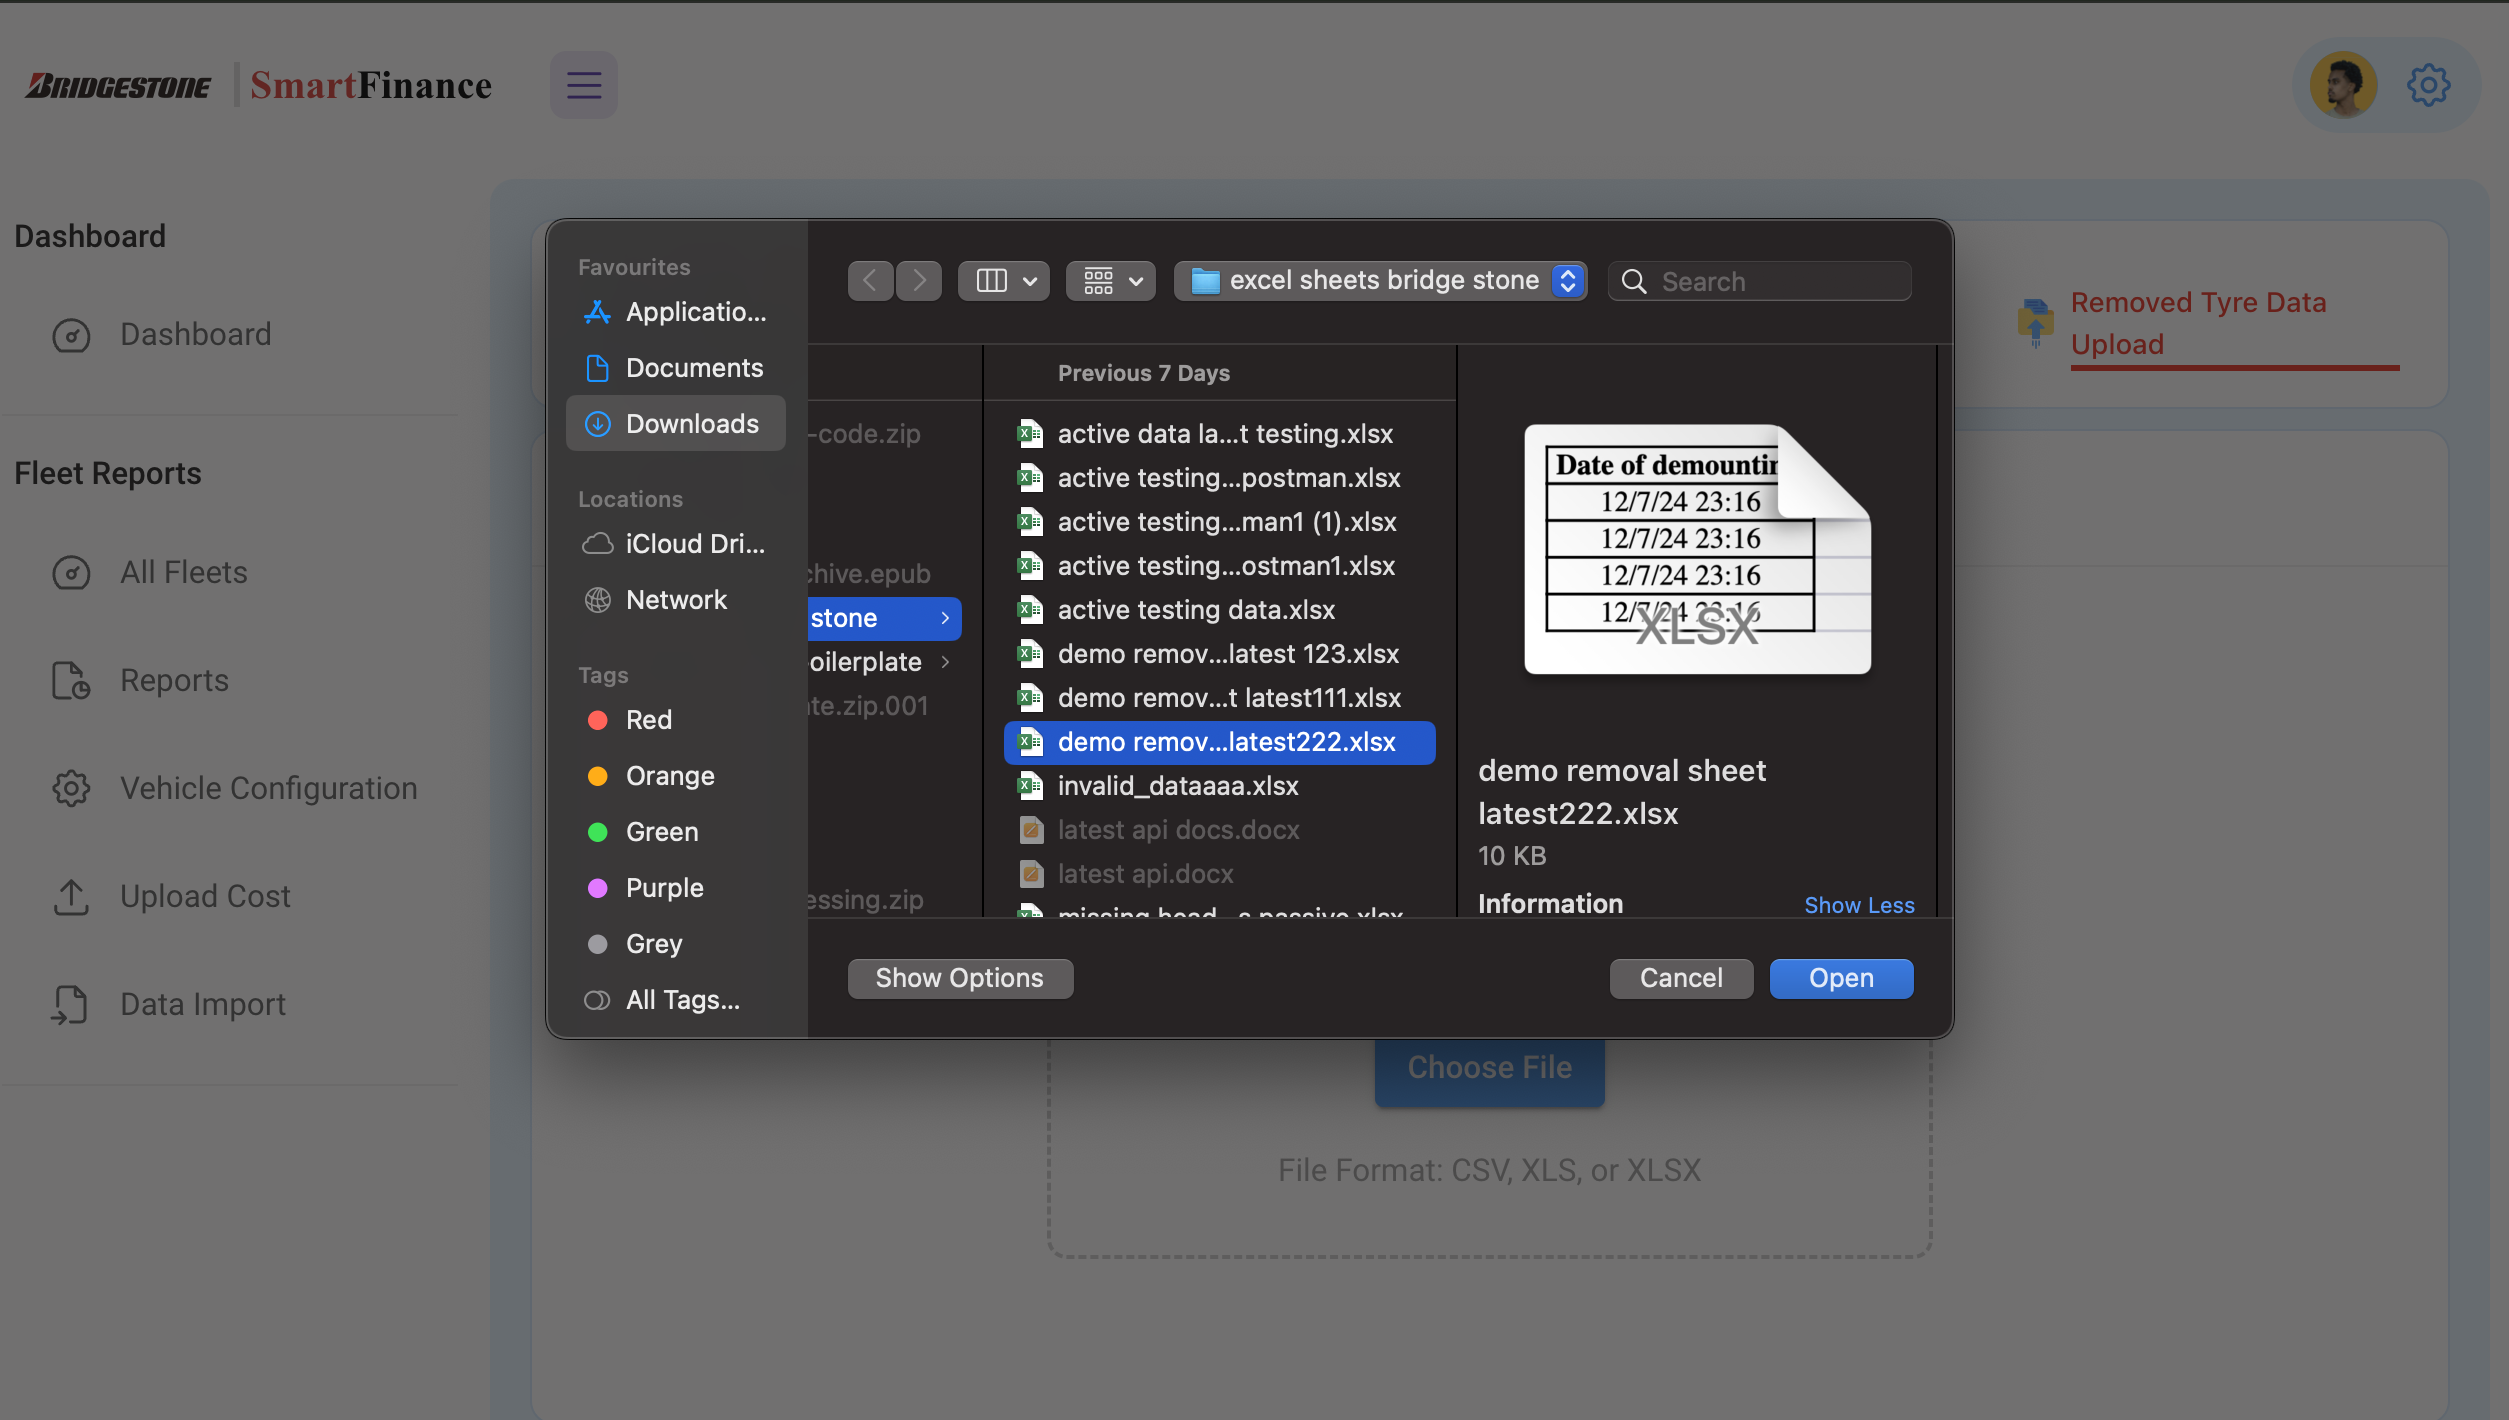 BRIDGESTONE
SmartFinance
Dashboard
Dashboard
Fleet Reports
All Fleets
Reports
Vehicle Configuration
Upload Cost
Data Import
Favourites
Applicatio...
Documents
Downloads
Locations
iCloud Dri...
Network
Tags
Red
Orange
Green
Purple
Grey
All Tags...
excel sheets bridge stone
Search
-code.zip
chive.epub
stone
oilerplate
te.zip.001
essing.zip
Previous 7 Days
active data la...t testing.xlsx
active testing...postman.xlsx
active testing...man1 (1).xlsx
active testing...ostman1.xlsx
active testing data.xlsx
demo remov...latest 123.xlsx
demo remov...t latest111.xlsx
demo remov...latest222.xlsx
invalid_dataaaa.xlsx
latest api docs.docx
latest api.docx
missing head...s passive.xlsx
Date of demountin
12/7/24 23:16
12/7/24 23:16
12/7/24 23:16
12/7/24 23:16
XLSX
demo removal sheet
latest222.xlsx
10 KB
Information
Show Less
Show Options
Cancel
Open
Removed Tyre Data
Upload
Choose File
File Format: CSV, XLS, or XLSX